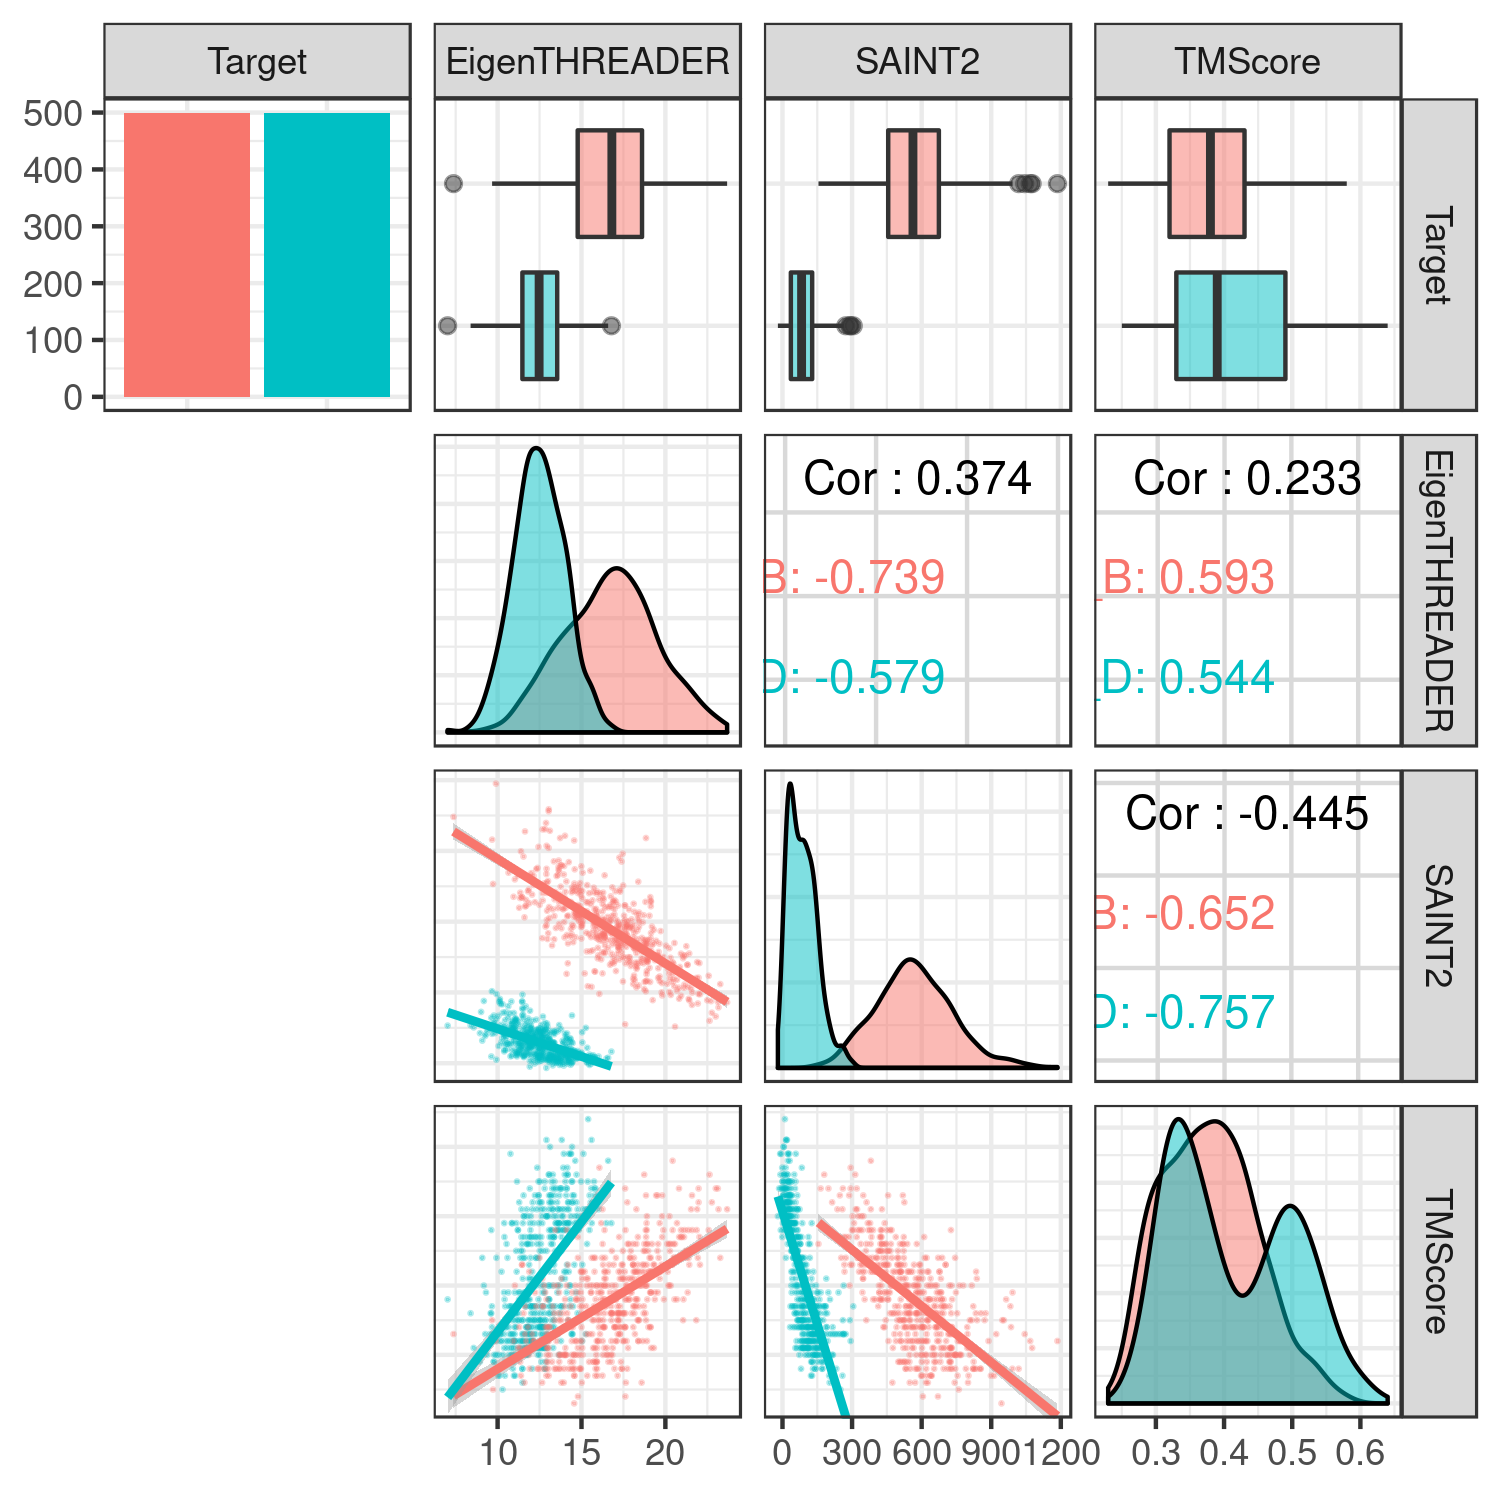 Target
EigenTHREADER
SAINT2
TMScore
500
400
300
200
100
0
Target
Cor : 0.374
B: -0.739
D: -0.579
Cor : 0.233
_B: 0.593
_D: 0.544
EigenTHREADER
Cor : -0.445
B: -0.652
D: -0.757
SAINT2
TMScore
10 15 20
0 300 600 900 1200
0.3 0.4 0.5 0.6